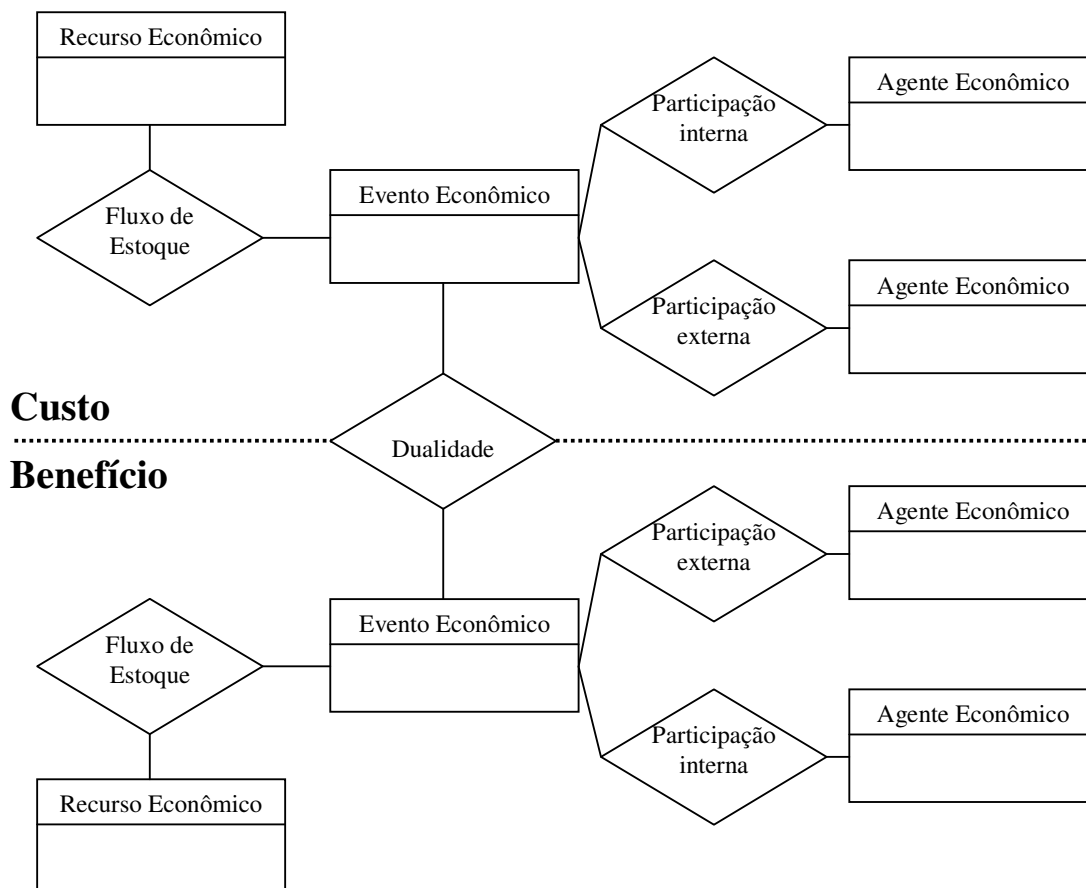 Recurso Econômico
Participação
interna
Agente Econômico
Fluxo de
Estoque
Evento Econômico
Participação
externa
Agente Econômico
Custo
Dualidade
Benefício
Participação
externa
Agente Econômico
Fluxo de
Estoque
Evento Econômico
Participação
interna
Agente Econômico
Recurso Econômico